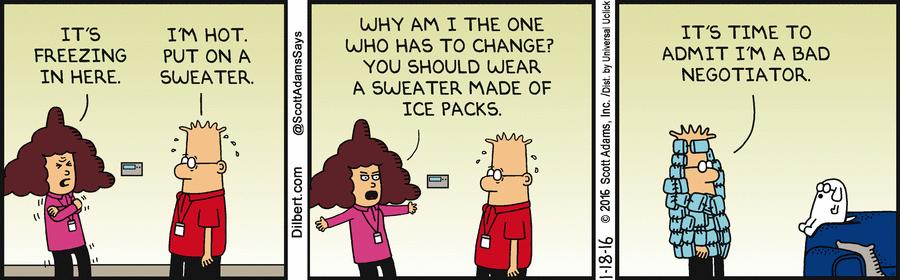 IT'S
FREEZING
IN HERE.
I'M HOT.
PUT ON A
SWEATER.
Dilbert.com @ScottAdamsSays
WHY AM I THE ONE
WHO HAS TO CHANGE?
YOU SHOULD WEAR
A SWEATER MADE OF
ICE PACKS.
1-18-16 © 2016 Scott Adams, Inc. /Dist. by Universal Uclick
IT'S TIME TO
ADMIT I'M A BAD
NEGOTIATOR.